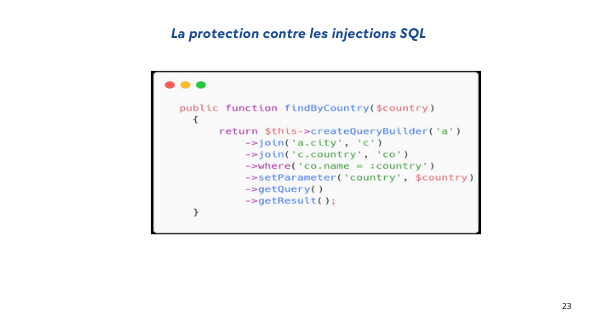 La protection contre les injections SQL
public function findByCountry($country)
{
return $this->createQueryBuilder('a')
->join('a.city', 'c')
->join('c.country', 'co')
->where('co.name = :country')
->setParameter('country', $country)
->getQuery()
->getResult();
}
23